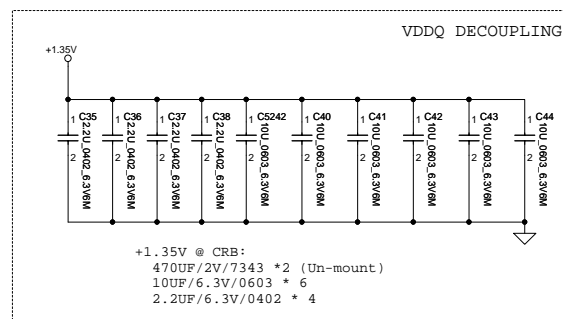 VDDQ DECOUPLING
+1.35V
1 C35 2.2U_0402_6.3V6M 2
1 C36 2.2U_0402_6.3V6M 2
1 C37 2.2U_0402_6.3V6M 2
1 C38 2.2U_0402_6.3V6M 2
1 C5242 10U_0603_6.3V6M 2
1 C40 10U_0603_6.3V6M 2
1 C41 10U_0603_6.3V6M 2
1 C42 10U_0603_6.3V6M 2
1 C43 10U_0603_6.3V6M 2
1 C44 10U_0603_6.3V6M 2
+1.35V @ CRB:
470UF/2V/7343 *2 (Un-mount)
10UF/6.3V/0603 * 6
2.2UF/6.3V/0402 * 4